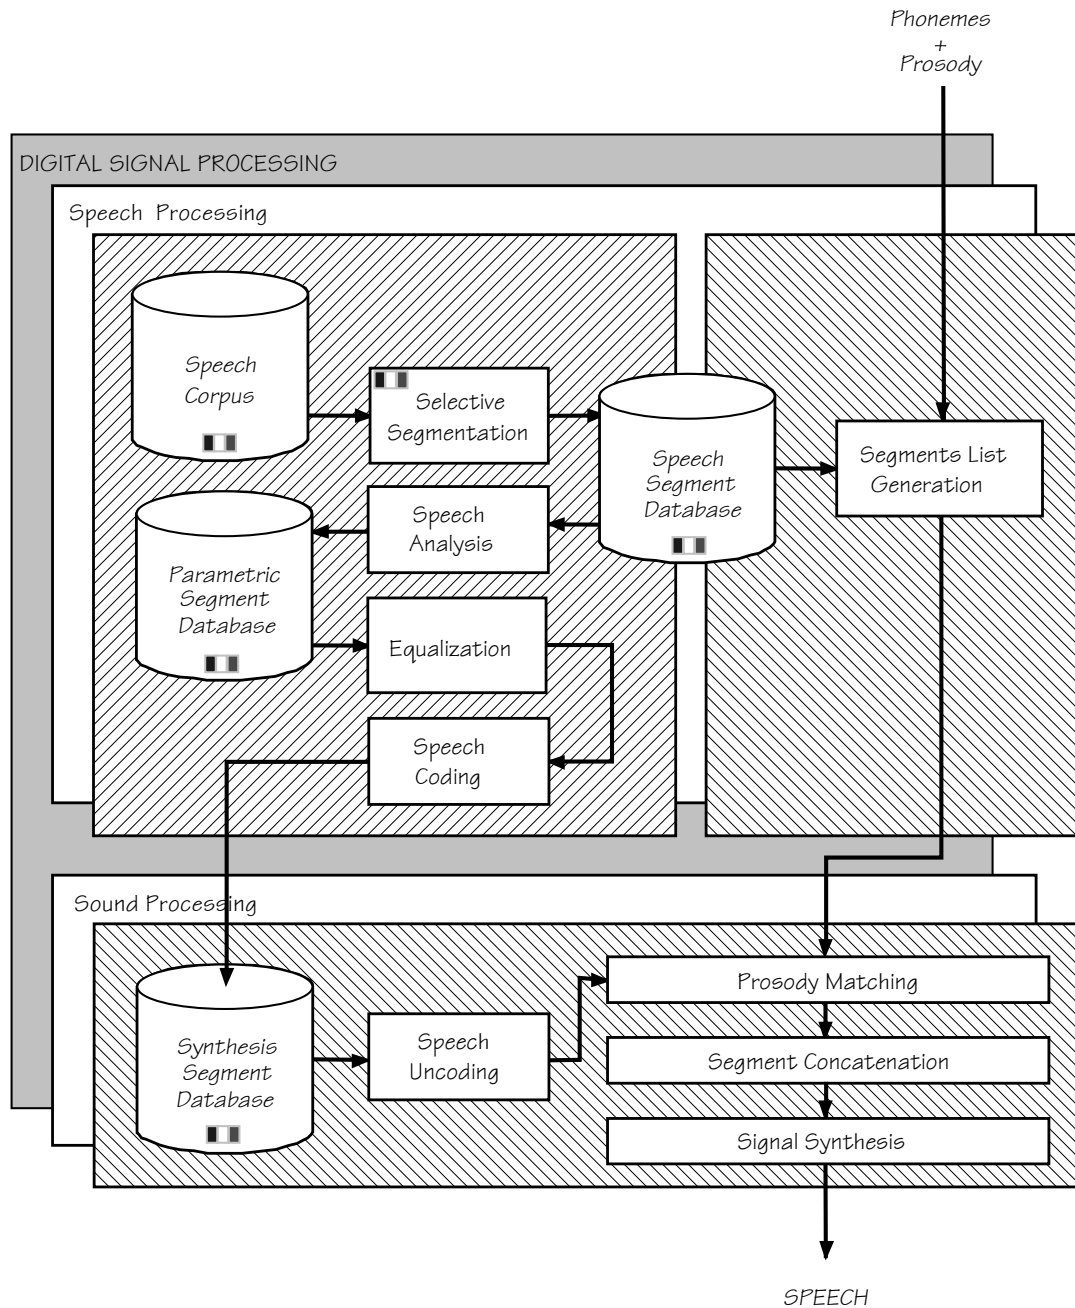 Phonemes
+
Prosody
DIGITAL SIGNAL PROCESSING
Speech Processing
Speech
Corpus
Selective
Segmentation
Speech
Segment
Database
Segments List
Generation
Speech
Analysis
Parametric
Segment
Database
Equalization
Speech
Coding
Sound Processing
Synthesis
Segment
Database
Speech
Uncoding
Prosody Matching
Segment Concatenation
Signal Synthesis
SPEECH